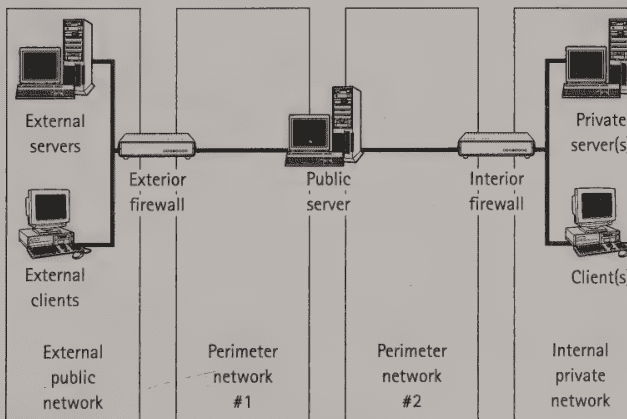 External
servers
Exterior
firewall
Public
server
Interior
firewall
Private
server(s)
External
clients
Client(s)
External
public
network
Perimeter
network
#1
Perimeter
network
#2
Internal
private
network